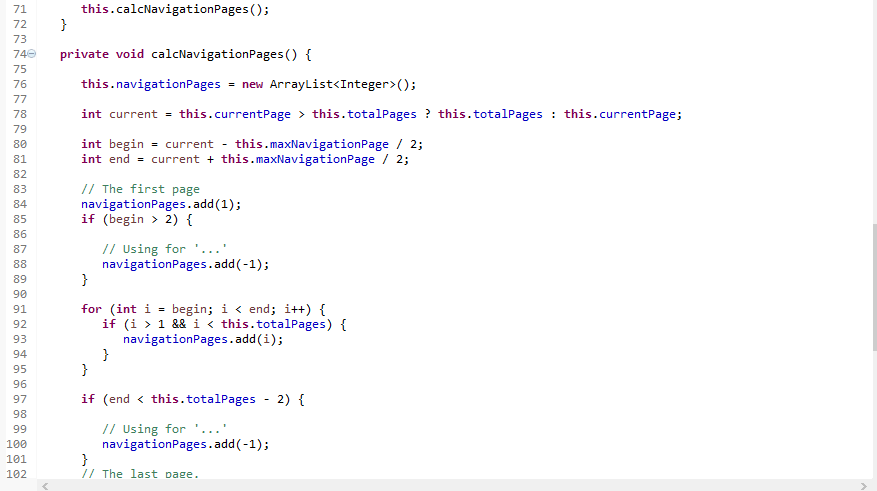 71 this.calcNavigationPages();
72 }
73
74 private void calcNavigationPages() {
75
76 this.navigationPages = new ArrayList<Integer>();
77
78 int current = this.currentPage > this.totalPages ? this.totalPages : this.currentPage;
79
80 int begin = current - this.maxNavigationPage / 2;
81 int end = current + this.maxNavigationPage / 2;
82
83 // The first page
84 navigationPages.add(1);
85 if (begin > 2) {
86
87 // Using for '...'
88 navigationPages.add(-1);
89 }
90
91 for (int i = begin; i < end; i++) {
92 if (i > 1 && i < this.totalPages) {
93 navigationPages.add(i);
94 }
95 }
96
97 if (end < this.totalPages - 2) {
98
99 // Using for '...'
100 navigationPages.add(-1);
101 }
102 // The last page.